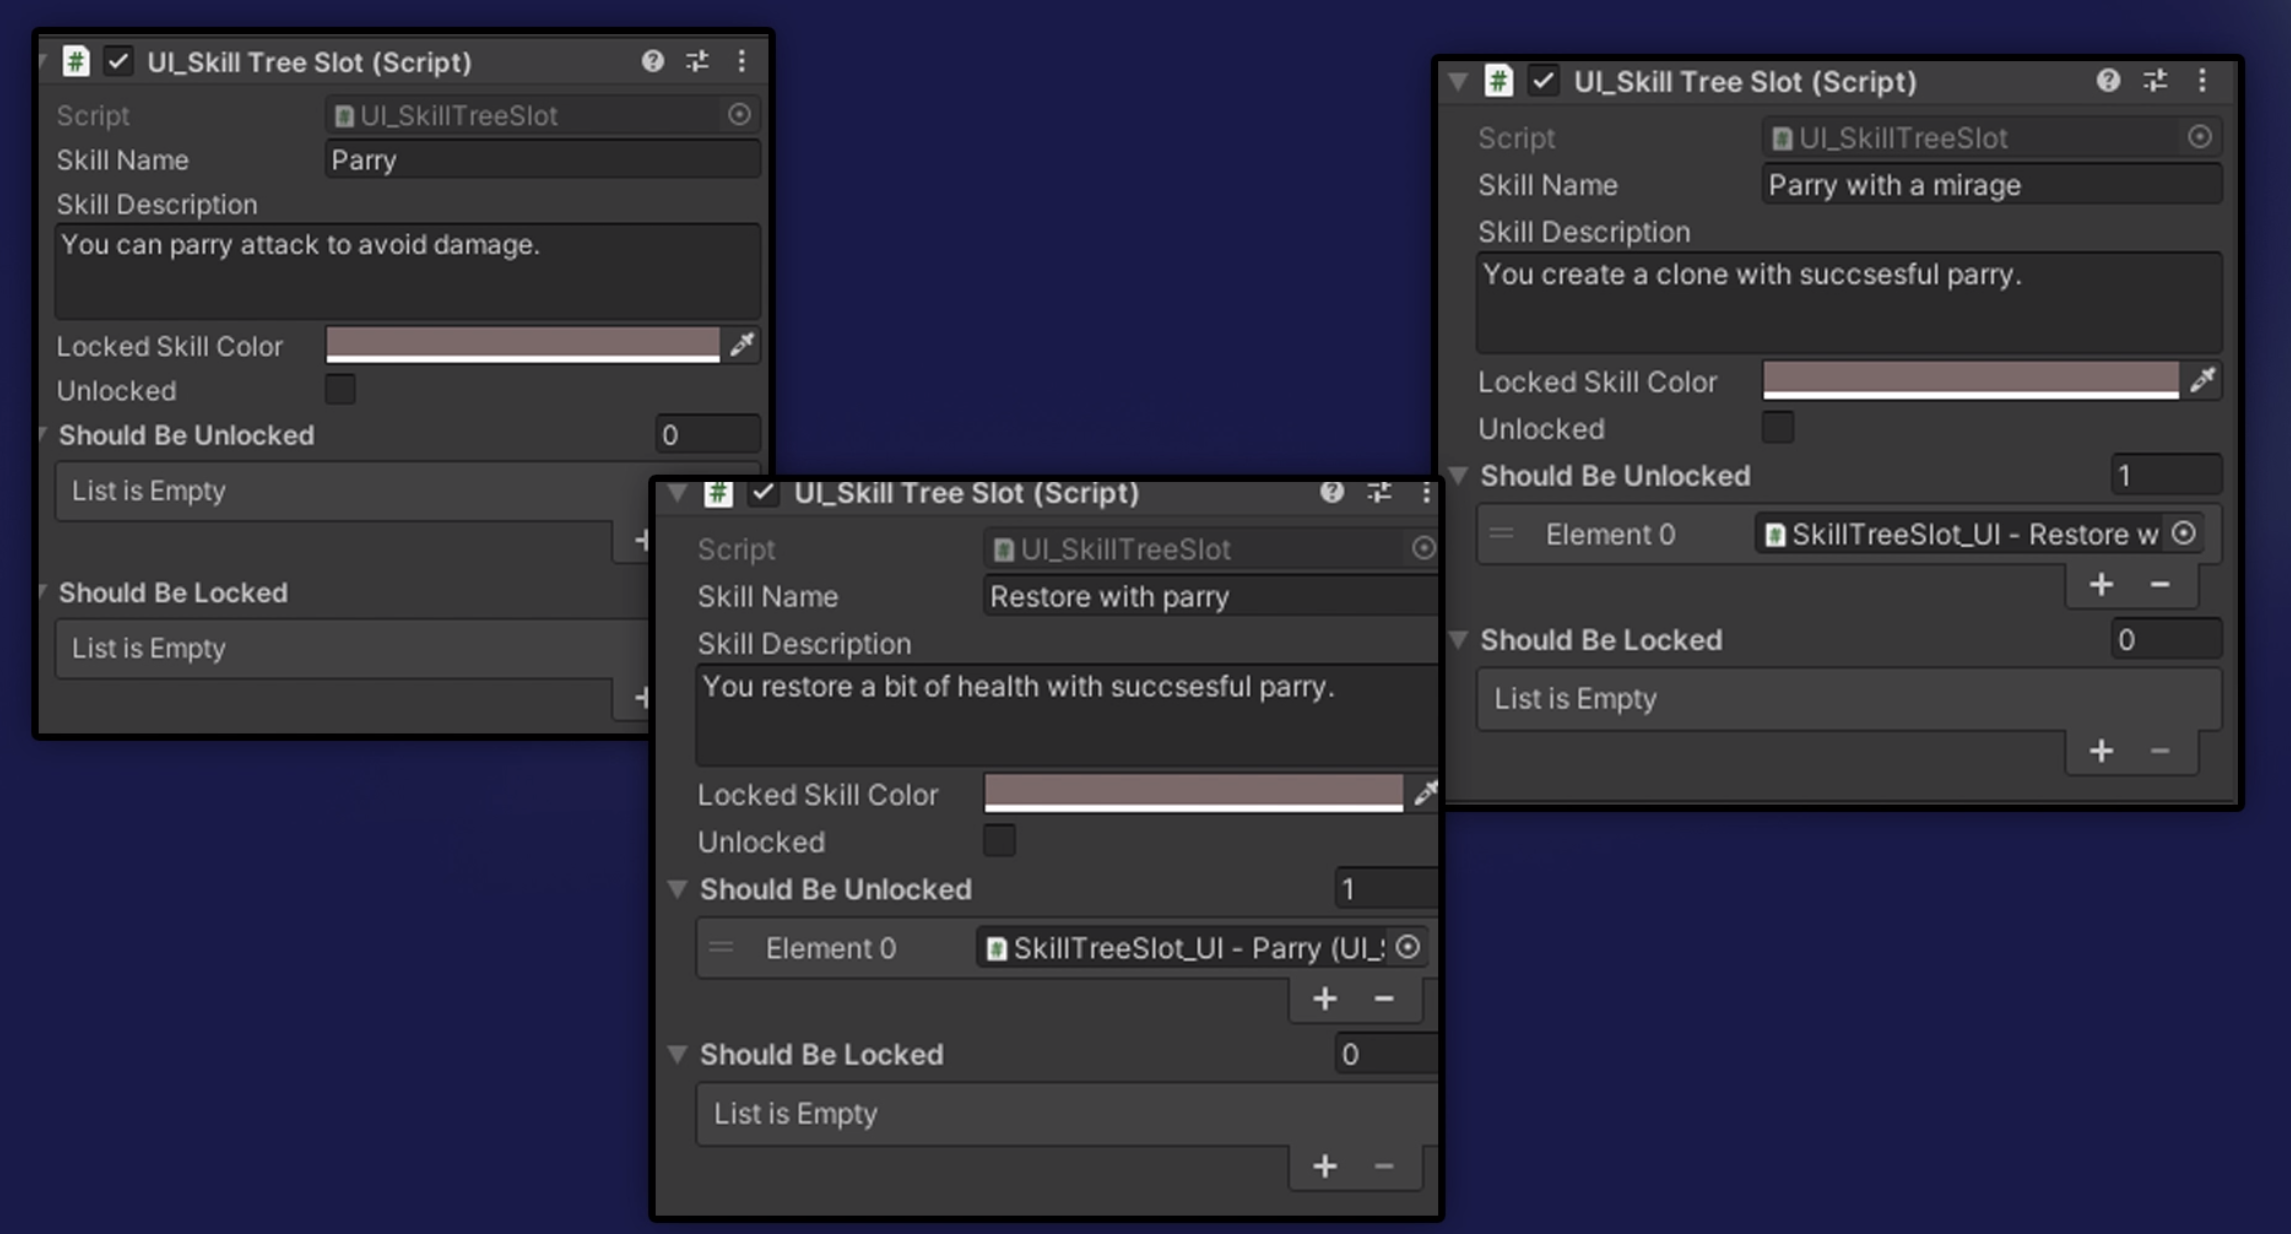 UI_Skill Tree Slot (Script)
Script UI_SkillTreeSlot
Skill Name Parry
Skill Description
You can parry attack to avoid damage.
Locked Skill Color
Unlocked
Should Be Unlocked 0
List is Empty
+
Should Be Locked
List is Empty
+
UI_Skill Tree Slot (Script)
Script UI_SkillTreeSlot
Skill Name Restore with parry
Skill Description
You restore a bit of health with succsesful parry.
Locked Skill Color
Unlocked
Should Be Unlocked 1
Element 0 SkillTreeSlot_UI - Parry (UI_
+ -
Should Be Locked 0
List is Empty
+ -
UI_Skill Tree Slot (Script)
Script UI_SkillTreeSlot
Skill Name Parry with a mirage
Skill Description
You create a clone with succsesful parry.
Locked Skill Color
Unlocked
Should Be Unlocked 1
Element 0 SkillTreeSlot_UI - Restore w
+ -
Should Be Locked 0
List is Empty
+ -